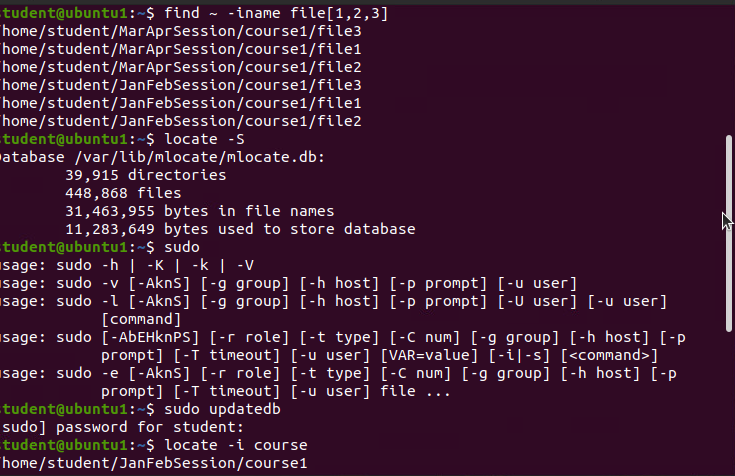 student@ubuntu1:~$ find ~ -iname file[1,2,3]
/home/student/MarAprSession/course1/file3
/home/student/MarAprSession/course1/file1
/home/student/MarAprSession/course1/file2
/home/student/JanFebSession/course1/file3
/home/student/JanFebSession/course1/file1
/home/student/JanFebSession/course1/file2
student@ubuntu1:~$ locate -S
Database /var/lib/mlocate/mlocate.db:
39,915 directories
448,868 files
31,463,955 bytes in file names
11,283,649 bytes used to store database
student@ubuntu1:~$ sudo
usage: sudo -h | -K | -k | -V
usage: sudo -v [-AknS] [-g group] [-h host] [-p prompt] [-u user]
usage: sudo -l [-AknS] [-g group] [-h host] [-p prompt] [-U user] [-u user]
[command]
usage: sudo [-AbEHknPS] [-r role] [-t type] [-C num] [-g group] [-h host] [-p
prompt] [-T timeout] [-u user] [VAR=value] [-i|-s] [<command>]
usage: sudo -e [-AknS] [-r role] [-t type] [-C num] [-g group] [-h host] [-p
prompt] [-T timeout] [-u user] file ...
student@ubuntu1:~$ sudo updatedb
[sudo] password for student:
student@ubuntu1:~$ locate -i course
/home/student/JanFebSession/course1